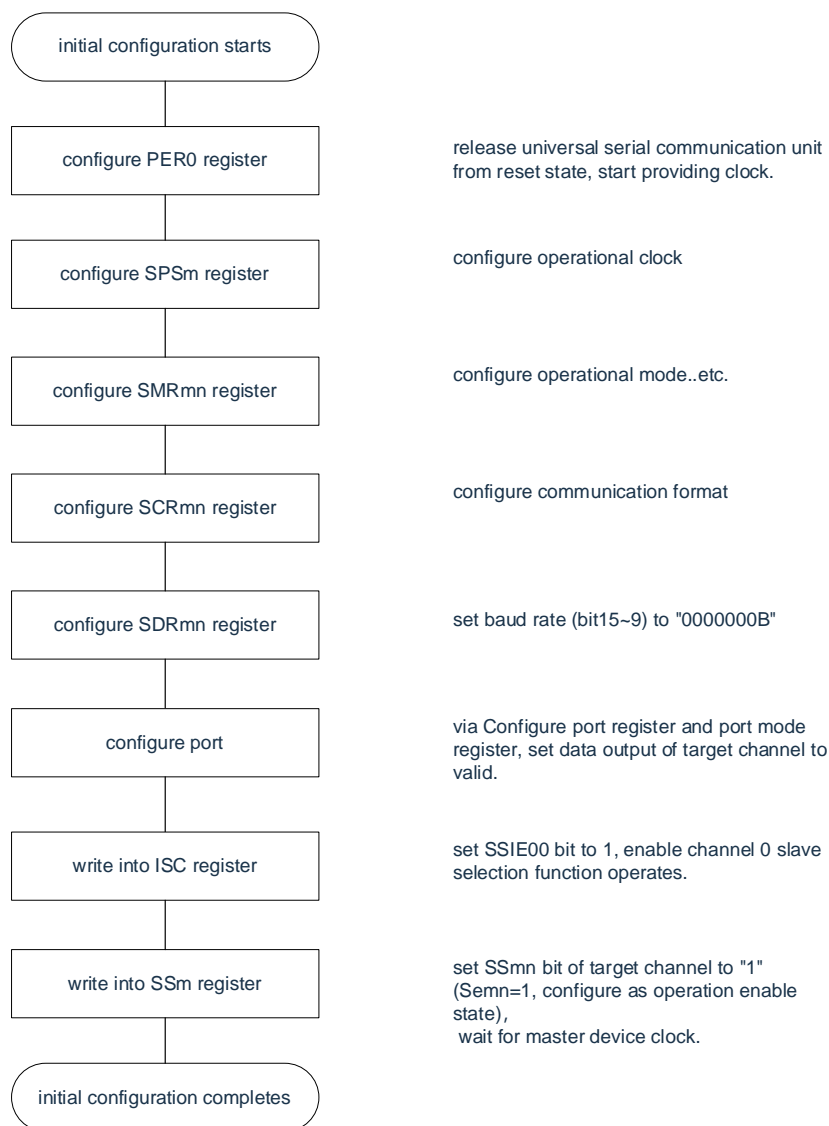 initial configuration starts
configure PER0 register
release universal serial communication unit
from reset state, start providing clock.
configure SPSm register
configure operational clock
configure SMRmn register
configure operational mode..etc.
configure SCRmn register
configure communication format
configure SDRmn register
set baud rate (bit15~9) to "0000000B"
configure port
via Configure port register and port mode
register, set data output of target channel to
valid.
write into ISC register
set SSIE00 bit to 1, enable channel 0 slave
selection function operates.
write into SSm register
set SSmn bit of target channel to "1"
(Semn=1, configure as operation enable
state),
wait for master device clock.
initial configuration completes